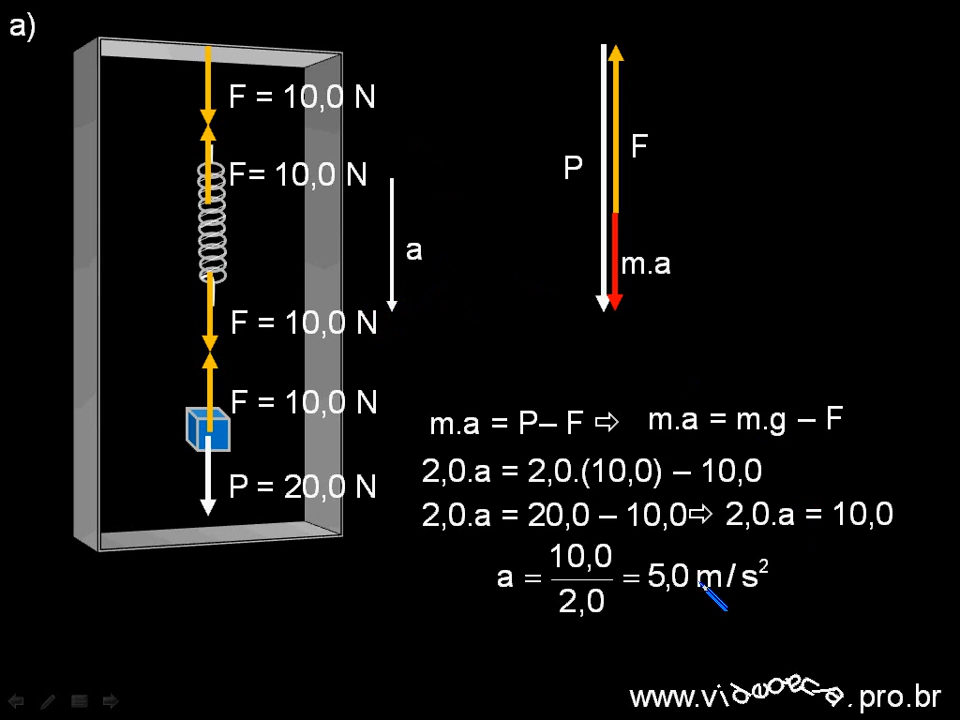 a)
F = 10,0 N
F= 10,0 N
F = 10,0 N
F = 10,0 N
P = 20,0 N
a
P
F
m.a
m.a = P– F ⇨ m.a = m.g – F
2,0.a = 2,0.(10,0) – 10,0
2,0.a = 20,0 – 10,0 ⇨ 2,0.a = 10,0
a = 10,0 / 2,0 = 5,0 m/s²
www.videoeca.pro.br